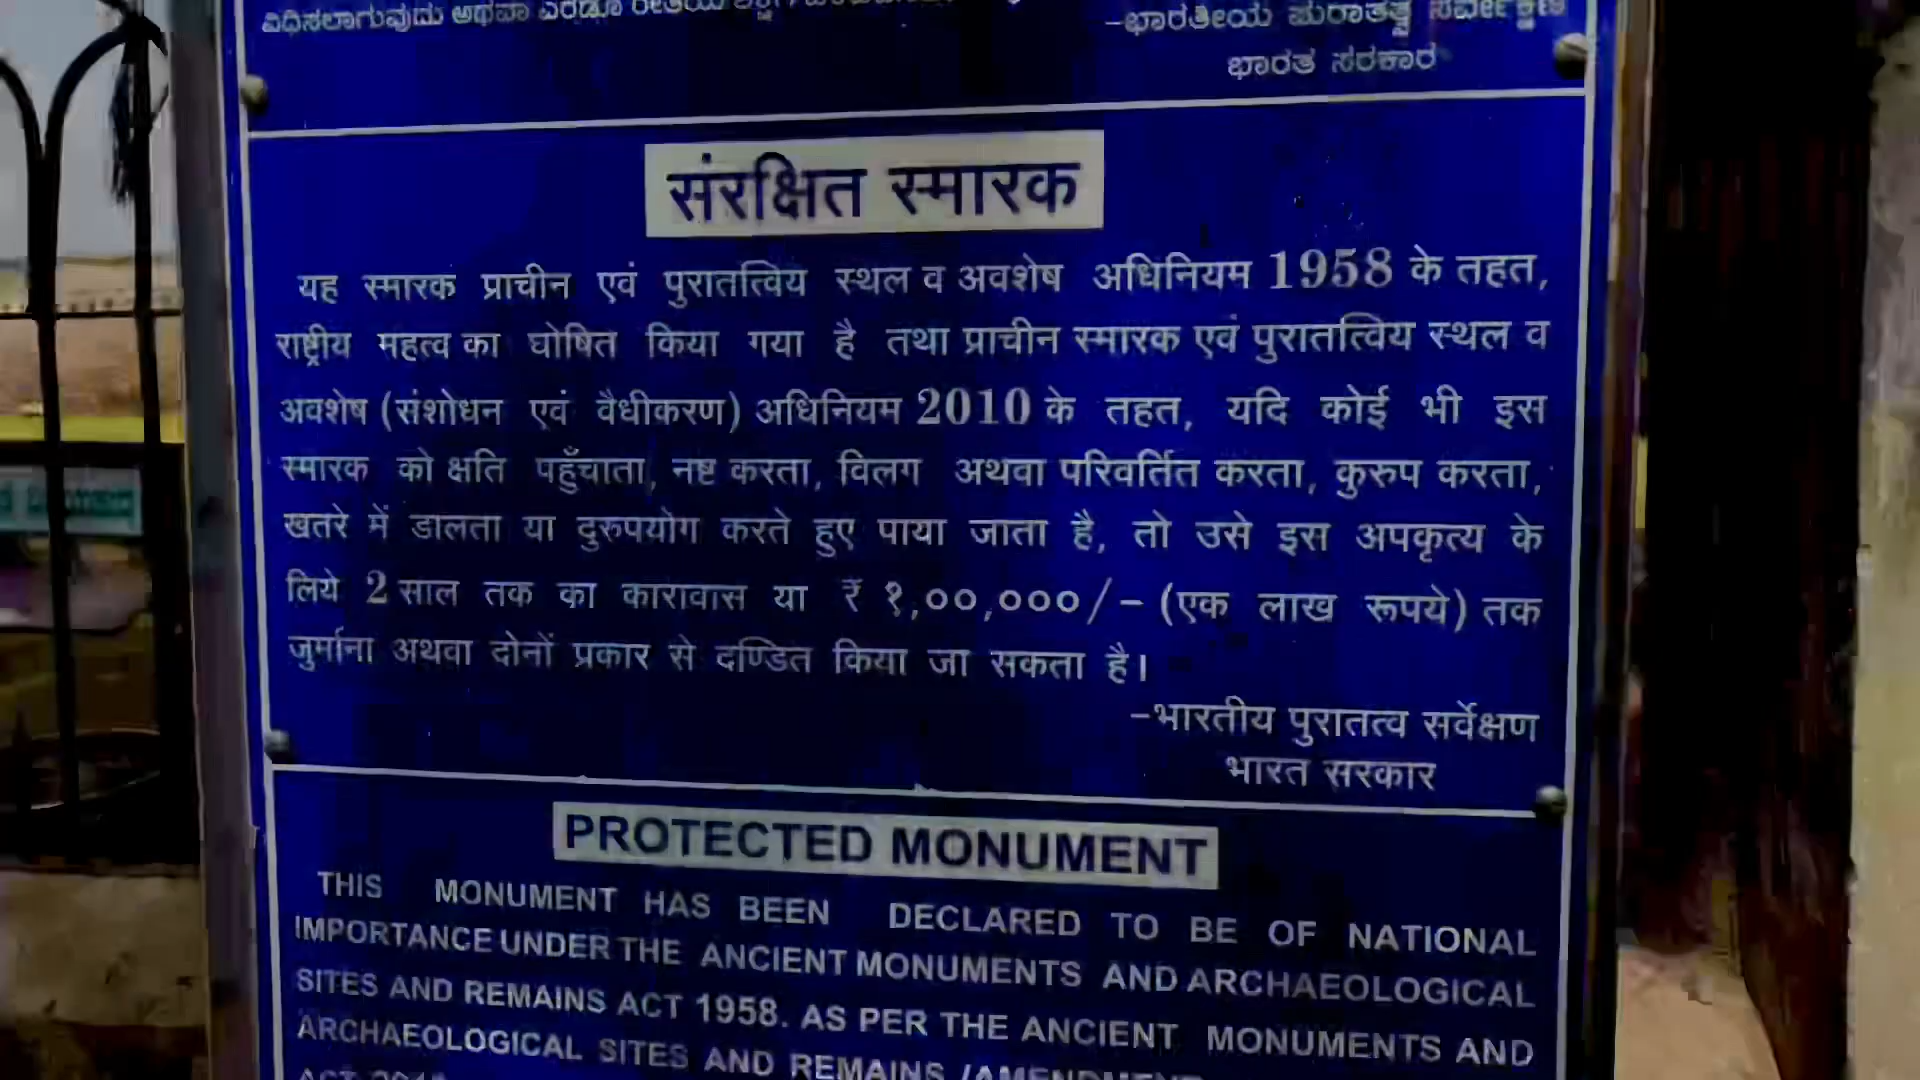 ವಿಧಿಸಲಾಗುವುದು ಅಥವಾ ಎರಡೂ ರೀತಿಯ
-ಭಾರತೀಯ ಪುರಾತತ್ವ ಸರ್ವೇಕ್ಷಣ
ಭಾರತ ಸರಕಾರ
संरक्षित स्मारक
यह स्मारक प्राचीन एवं पुरातत्विय स्थल व अवशेष अधिनियम 1958 के तहत,
राष्ट्रीय महत्व का घोषित किया गया है तथा प्राचीन स्मारक एवं पुरातत्विय स्थल व
अवशेष (संशोधन एवं वैधीकरण) अधिनियम 2010 के तहत, यदि कोई भी इस
स्मारक को क्षति पहुँचाता, नष्ट करता, विलग अथवा परिवर्तित करता, कुरुप करता,
खतरे में डालता या दुरुपयोग करते हुए पाया जाता है, तो उसे इस अपकृत्य के
लिये 2 साल तक का कारावास या ₹ १,००,०००/- (एक लाख रूपये) तक
जुर्माना अथवा दोनों प्रकार से दण्डित किया जा सकता है।
-भारतीय पुरातत्व सर्वेक्षण
भारत सरकार
PROTECTED MONUMENT
THIS MONUMENT HAS BEEN DECLARED TO BE OF NATIONAL
IMPORTANCE UNDER THE ANCIENT MONUMENTS AND ARCHAEOLOGICAL
SITES AND REMAINS ACT 1958. AS PER THE ANCIENT MONUMENTS AND
ARCHAEOLOGICAL SITES AND REMAINS (AMENDMENT
ACT